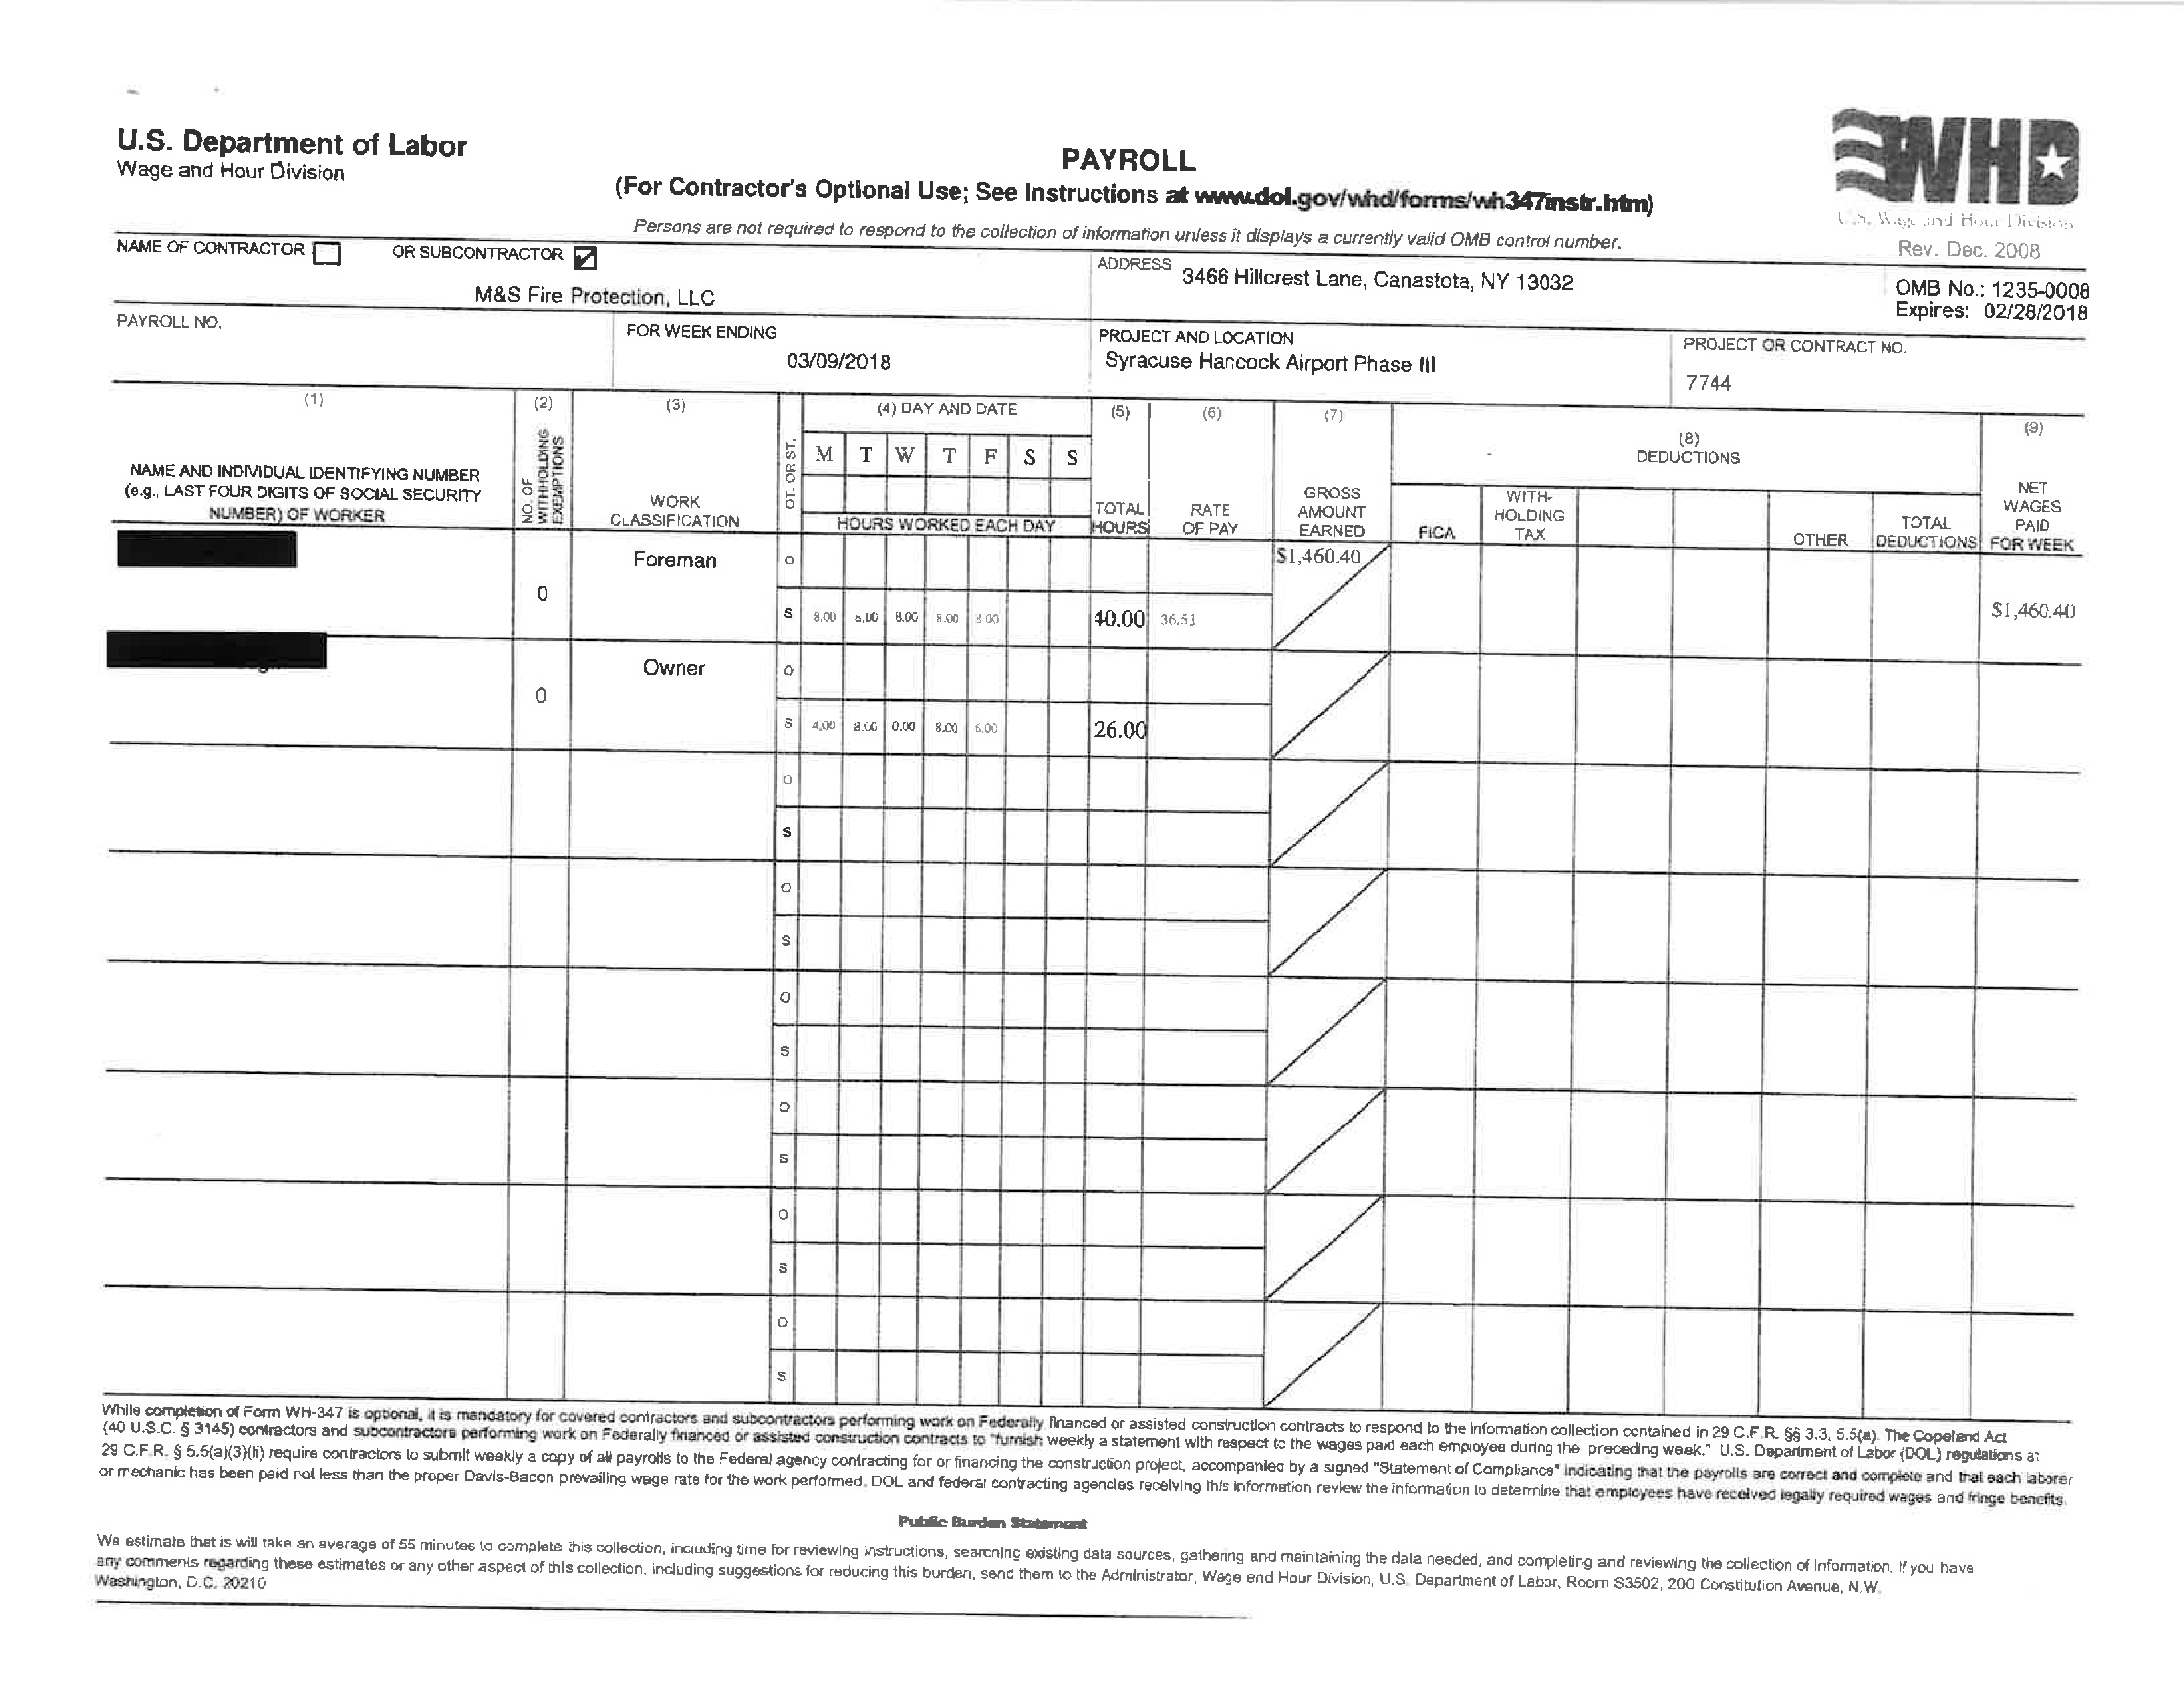 U.S. Department of Labor
Wage and Hour Division
PAYROLL
(For Contractor's Optional Use; See Instructions at www.dol.gov/whd/forms/wh347instr.htm)
Persons are not required to respond to the collection of information unless it displays a currently valid OMB control number.
WHD
U.S. Wage and Hour Division
Rev. Dec. 2008
NAME OF CONTRACTOR OR SUBCONTRACTOR
M&S Fire Protection, LLC
ADDRESS
3466 Hillcrest Lane, Canastota, NY 13032
OMB No.: 1235-0008
Expires: 02/28/2018
PAYROLL NO.
FOR WEEK ENDING
03/09/2018
PROJECT AND LOCATION
Syracuse Hancock Airport Phase III
PROJECT OR CONTRACT NO.
7744
(1)
NAME AND INDIVIDUAL IDENTIFYING NUMBER
(e.g., LAST FOUR DIGITS OF SOCIAL SECURITY
NUMBER) OF WORKER
(2)
NO. OF
WITHHOLDING
EXEMPTIONS
(3)
WORK
CLASSIFICATION
OT. OR ST.
(4) DAY AND DATE
M T W T F S S
HOURS WORKED EACH DAY
(5)
TOTAL
HOURS
(6)
RATE
OF PAY
(7)
GROSS
AMOUNT
EARNED
(8)
DEDUCTIONS
FICA
WITH-
HOLDING
TAX
OTHER
TOTAL
DEDUCTIONS
(9)
NET
WAGES
PAID
FOR WEEK
0
Foreman
O
$1,460.40
S 8.00 8.00 8.00 8.00 8.00 40.00 36.51
$1,460.40
0
Owner
O
S 4.00 8.00 0.00 8.00 6.00 26.00
O
S
O
S
O
S
O
S
O
S
O
S
While completion of Form WH-347 is optional, it is mandatory for covered contractors and subcontractors performing work on Federally financed or assisted construction contracts to respond to the information collection contained in 29 C.F.R. §§ 3.3, 5.5(a). The Copeland Act
(40 U.S.C. § 3145) contractors and subcontractors performing work on Federally financed or assisted construction contracts to "furnish weekly a statement with respect to the wages paid each employee during the preceding week." U.S. Department of Labor (DOL) regulations at
29 C.F.R. § 5.5(a)(3)(ii) require contractors to submit weekly a copy of all payrolls to the Federal agency contracting for or financing the construction project, accompanied by a signed "Statement of Compliance" indicating that the payrolls are correct and complete and that each laborer
or mechanic has been paid not less than the proper Davis-Bacon prevailing wage rate for the work performed. DOL and federal contracting agencies receiving this information review the information to determine that employees have received legally required wages and fringe benefits.
Public Burden Statement
We estimate that is will take an average of 55 minutes to complete this collection, including time for reviewing instructions, searching existing data sources, gathering and maintaining the data needed, and completing and reviewing the collection of information. If you have
any comments regarding these estimates or any other aspect of this collection, including suggestions for reducing this burden, send them to the Administrator, Wage and Hour Division, U.S. Department of Labor, Room S3502, 200 Constitution Avenue, N.W.
Washington, D.C. 20210